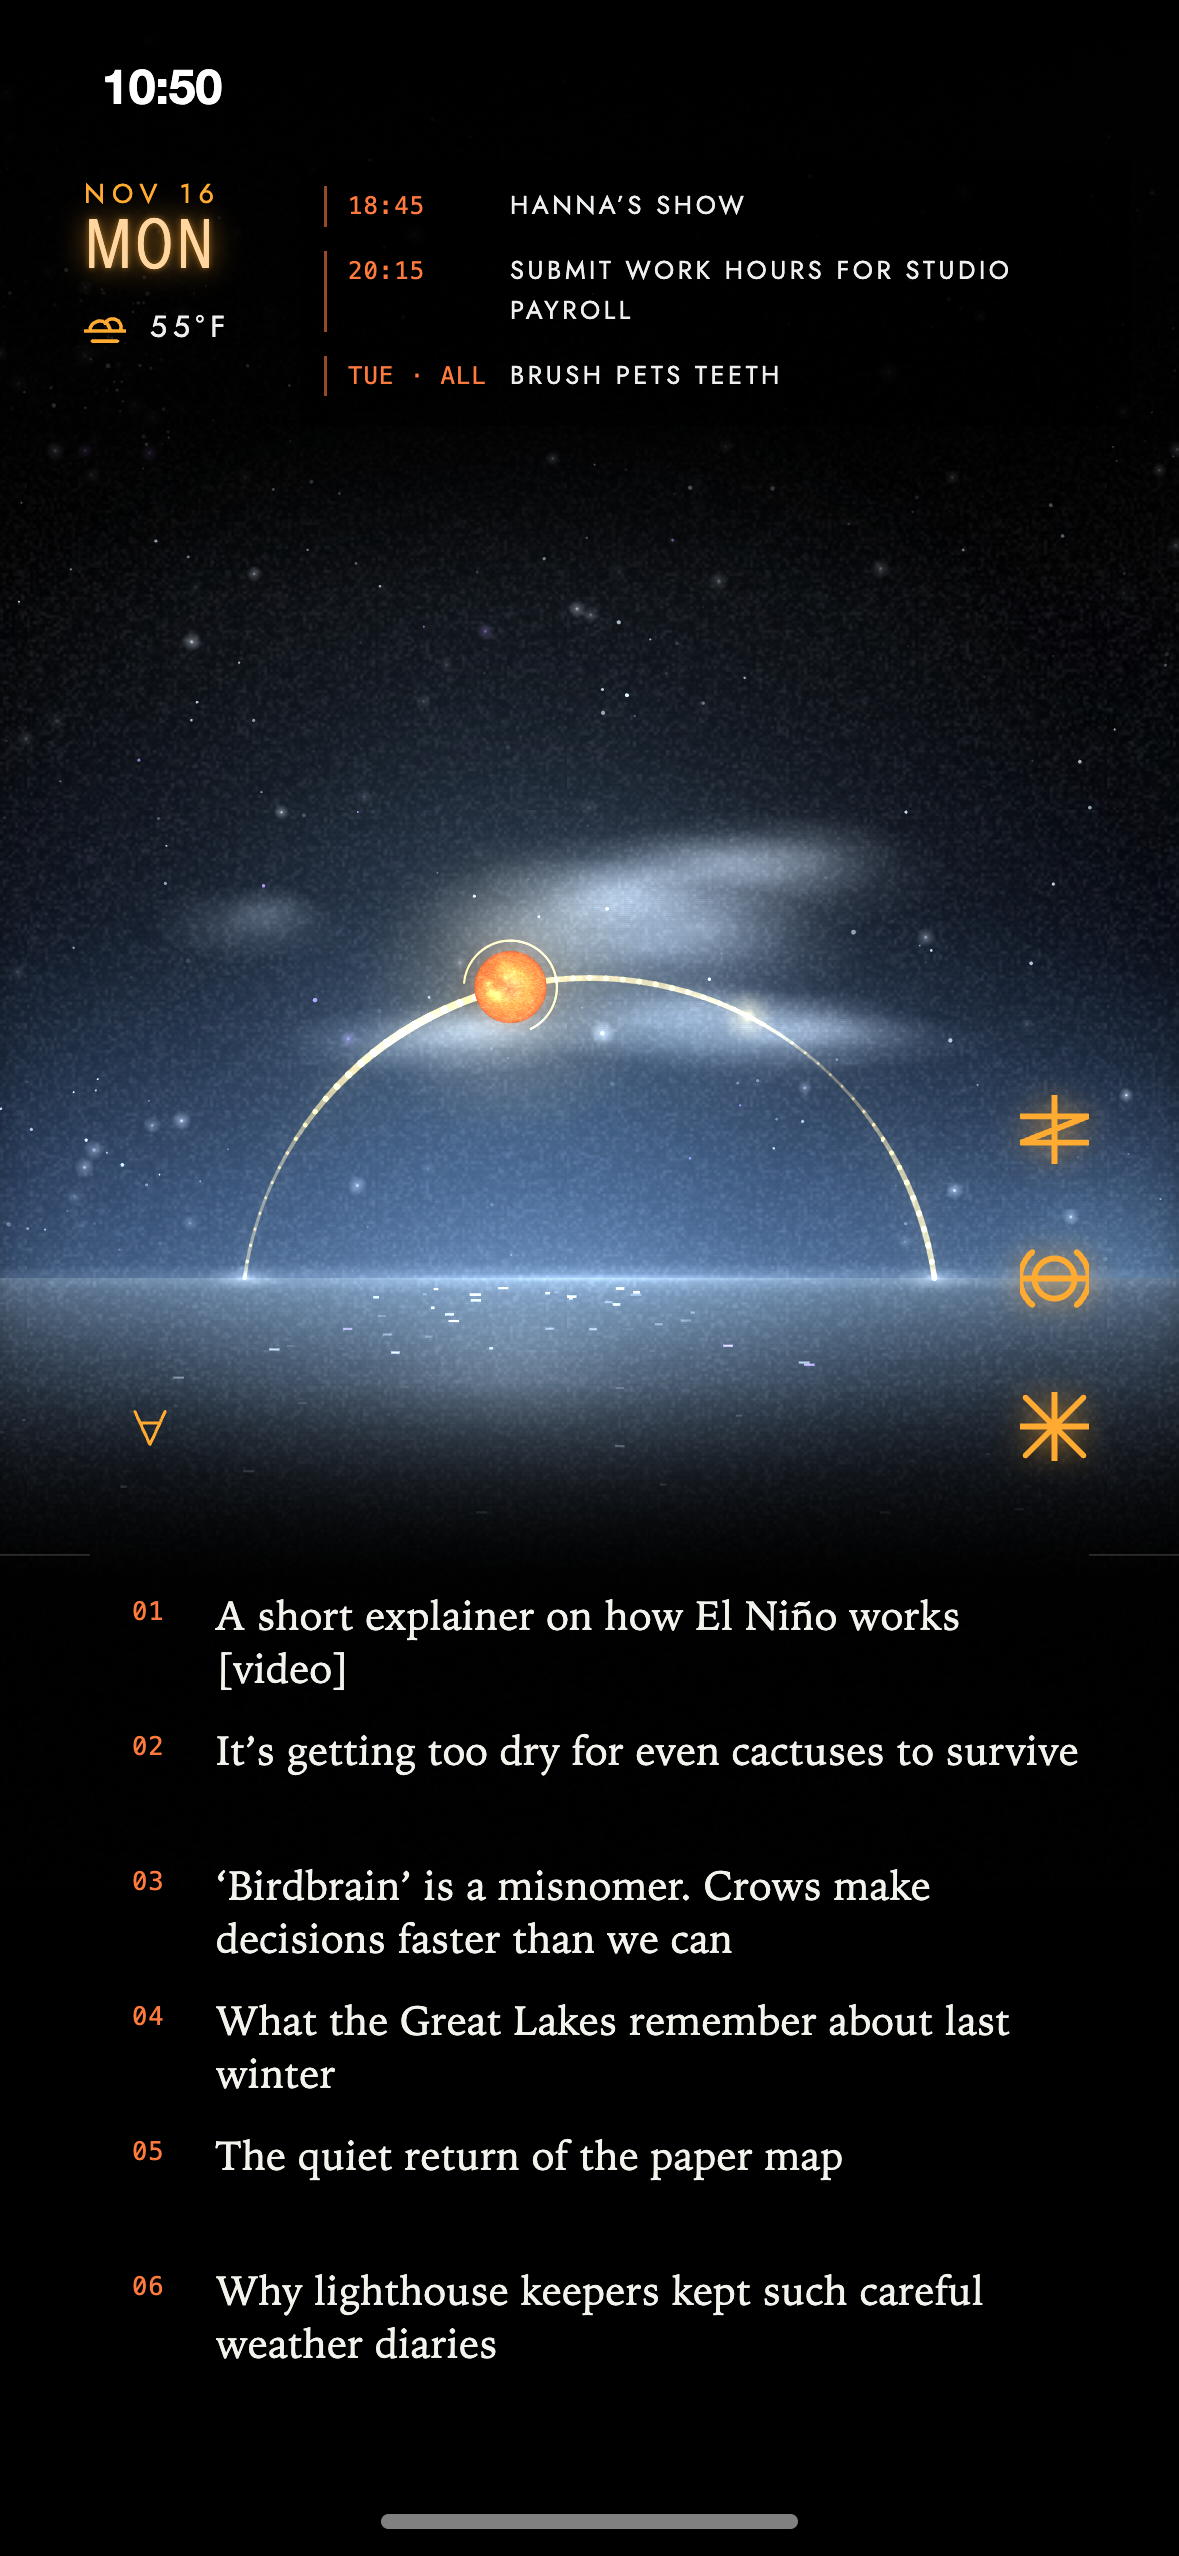 10:50
NOV 16
MON
55°F
18:45 HANNA’S SHOW
20:15 SUBMIT WORK HOURS FOR STUDIO
PAYROLL
TUE · ALL BRUSH PETS TEETH
01 A short explainer on how El Niño works
[video]
02 It’s getting too dry for even cactuses to survive
03 ‘Birdbrain’ is a misnomer. Crows make
decisions faster than we can
04 What the Great Lakes remember about last
winter
05 The quiet return of the paper map
06 Why lighthouse keepers kept such careful
weather diaries